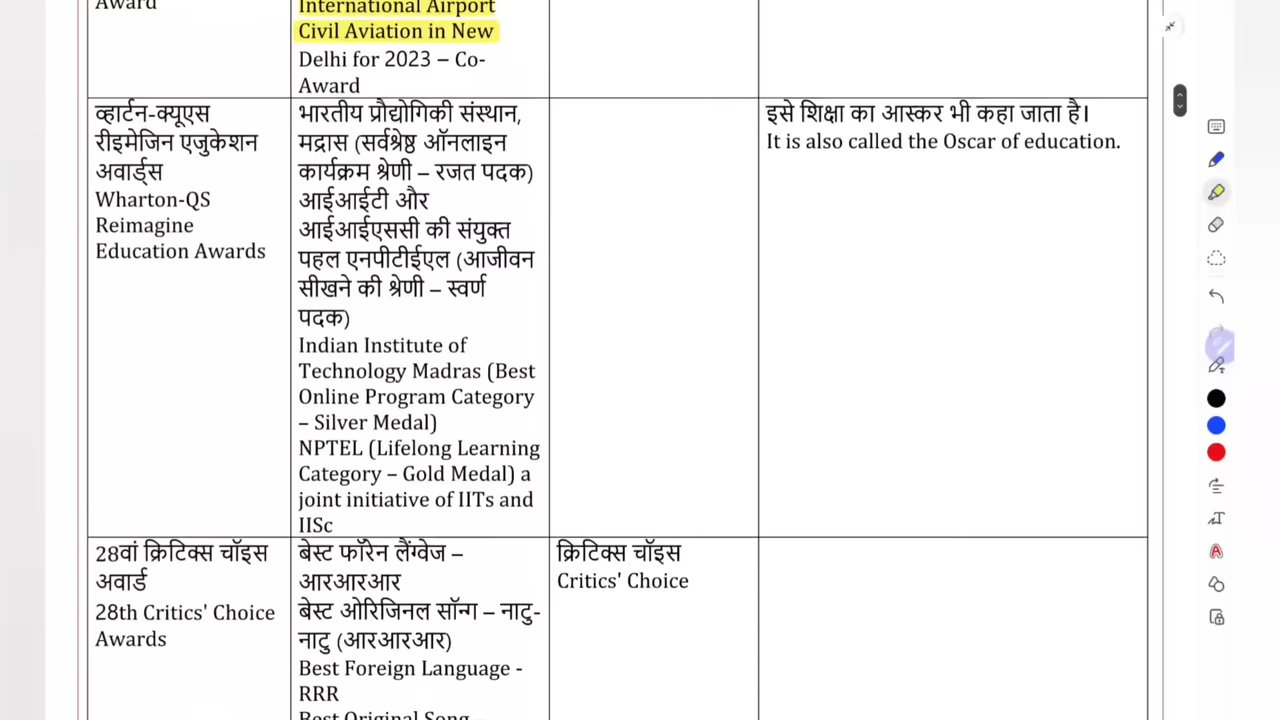 Award
International Airport
Civil Aviation in New
Delhi for 2023 – Co-
Award
व्हार्टन-क्यूएस
रीइमेजिन एजुकेशन
अवार्ड्स
Wharton-QS
Reimagine
Education Awards
भारतीय प्रौद्योगिकी संस्थान,
मद्रास (सर्वश्रेष्ठ ऑनलाइन
कार्यक्रम श्रेणी – रजत पदक)
आईआईटी और
आईआईएससी की संयुक्त
पहल एनपीटीईएल (आजीवन
सीखने की श्रेणी – स्वर्ण
पदक)
Indian Institute of
Technology Madras (Best
Online Program Category
– Silver Medal)
NPTEL (Lifelong Learning
Category – Gold Medal) a
joint initiative of IITs and
IISc
इसे शिक्षा का आस्कर भी कहा जाता है।
It is also called the Oscar of education.
28वां क्रिटिक्स चॉइस
अवार्ड
28th Critics' Choice
Awards
बेस्ट फॉरेन लैंग्वेज –
आरआरआर
बेस्ट ओरिजिनल सॉन्ग – नाटु-
नाटु (आरआरआर)
Best Foreign Language -
RRR
Best Original Song –
क्रिटिक्स चॉइस
Critics' Choice